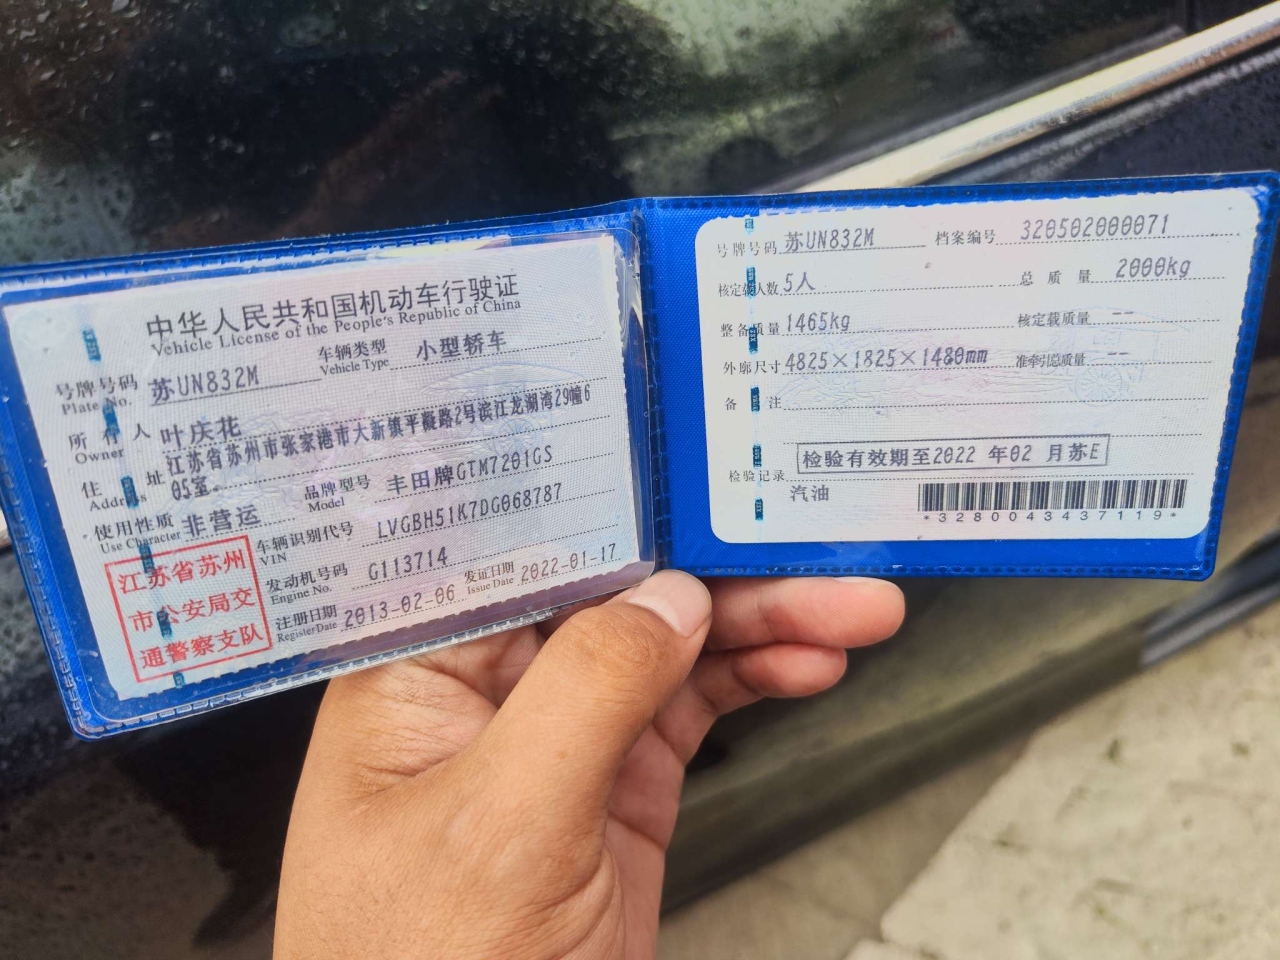 中华人民共和国机动车行驶证
Vehicle License of the People's Republic of China
号牌号码 苏UN832M 车辆类型 小型轿车
Plate No. Vehicle Type
所有人 叶庆花
Owner
住址 江苏省苏州市张家港市大新镇平礙路2号滨江龙湖湾29幢6
Address 05室
使用性质 非营运 品牌型号 丰田牌GTM7201GS
Use Character Model
车辆识别代号 LVGBH51K7DG068787
VIN
发动机号码 G113714
Engine No.
注册日期 2013-02-06 发证日期 2022-01-17
Register Date Issue Date
江苏省苏州
市公安局交
通警察支队
号牌号码 苏UN832M 档案编号 320502000071
核定载人数 5人 总质量 2000kg
整备质量 1465kg 核定载质量 --
外廓尺寸 4825×1825×1480mm 准牵引总质量 --
备注
检验有效期至2022 年02 月苏E
检验记录
汽油
*3280043437119*